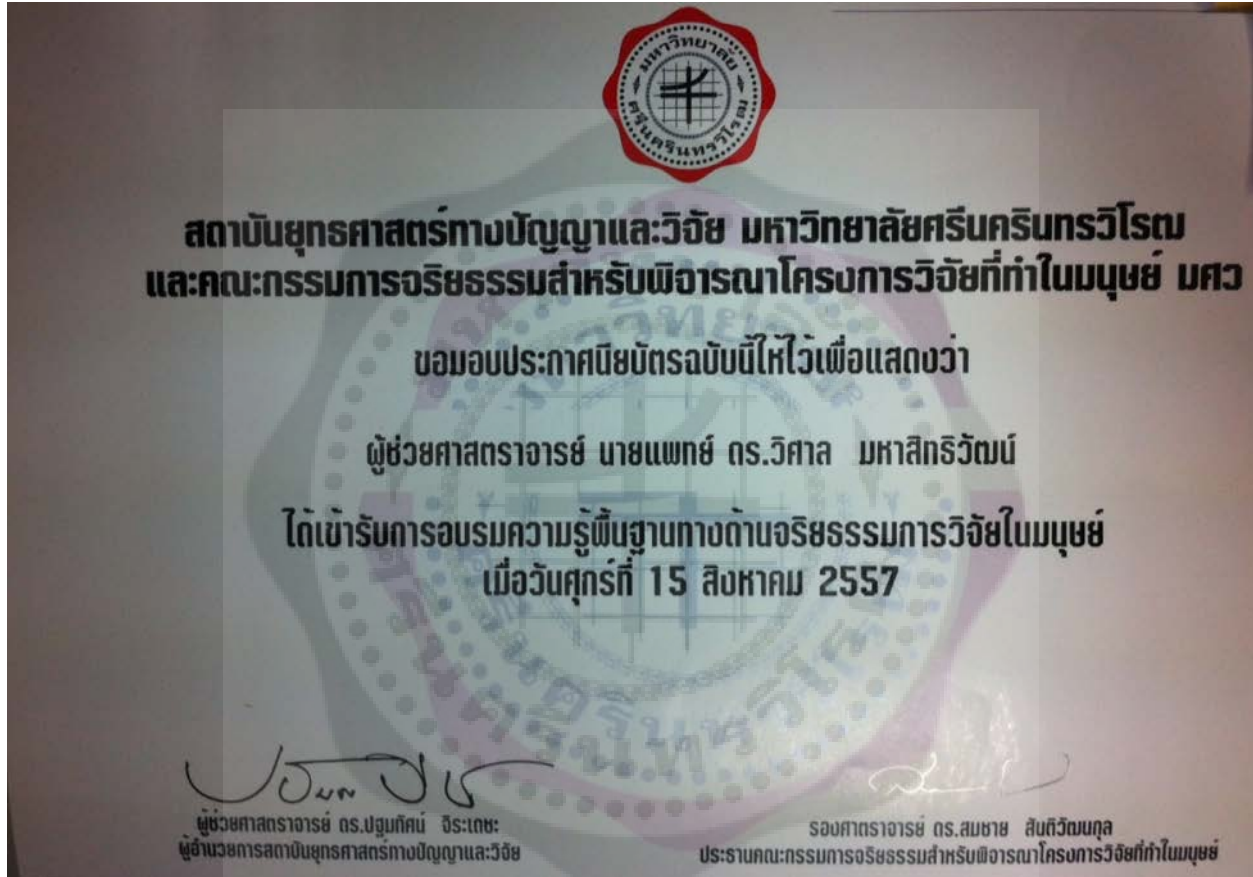 มหาวิทยาลัย
ศรีนครินทรวิโรฒ
สถาบันยุทธศาสตร์ทางปัญญาและวิจัย มหาวิทยาลัยศรีนครินทรวิโรฒ
และคณะกรรมการจริยธรรมสำหรับพิจารณาโครงการวิจัยที่ทำในมนุษย์ มศว
ขอมอบประกาศนียบัตรฉบับนี้ให้ไว้เพื่อแสดงว่า
ผู้ช่วยศาสตราจารย์ นายแพทย์ ดร.วิศาล มหาสิทธิวัฒน์
ได้เข้ารับการอบรมความรู้พื้นฐานทางด้านจริยธรรมการวิจัยในมนุษย์
เมื่อวันศุกร์ที่ 15 สิงหาคม 2557
ผู้ช่วยศาสตราจารย์ ดร.ปฐมทัศน์ จิระเดชะ
ผู้อำนวยการสถาบันยุทธศาสตร์ทางปัญญาและวิจัย
รองศาสตราจารย์ ดร.สมชาย สันติวัฒนกุล
ประธานคณะกรรมการจริยธรรมสำหรับพิจารณาโครงการวิจัยที่ทำในมนุษย์